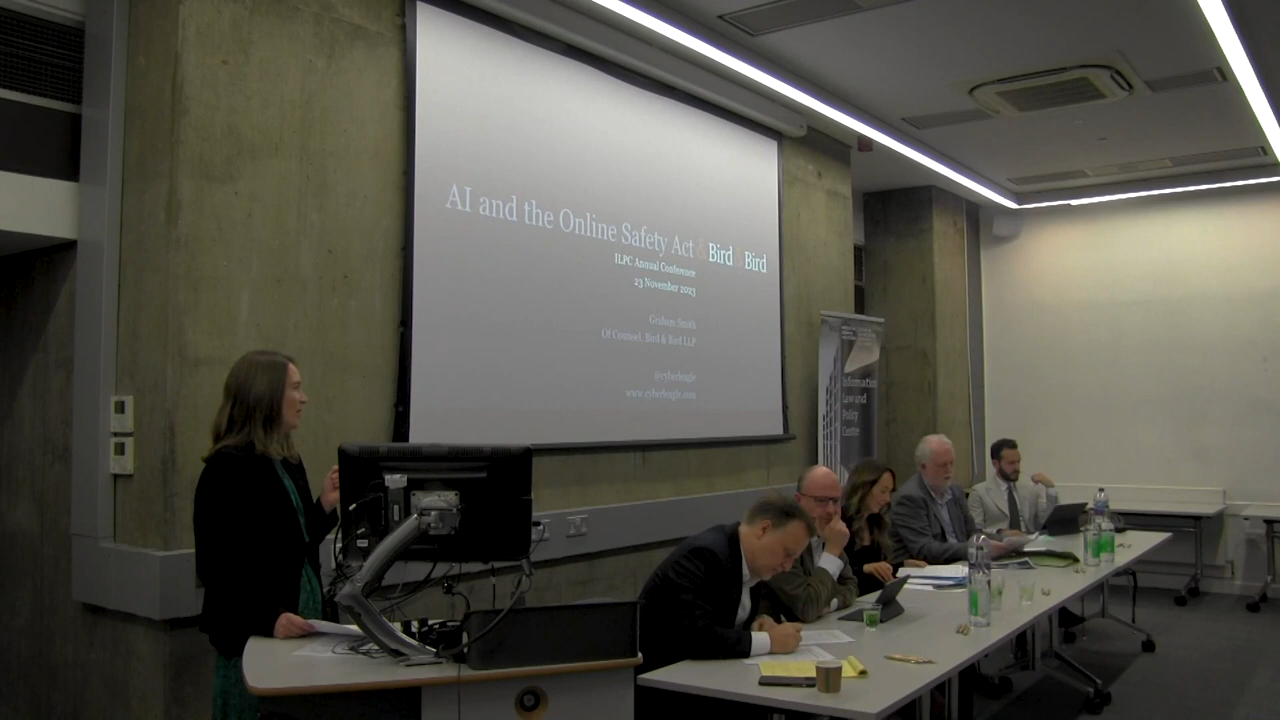 AI and the Online Safety Act
Bird & Bird
ILPC Annual Conference
23 November 2023
Graham Smith
Of Counsel, Bird & Bird LLP
@cyberleagle
www.cyberleagle.com
Information
Law and
Policy
Centre